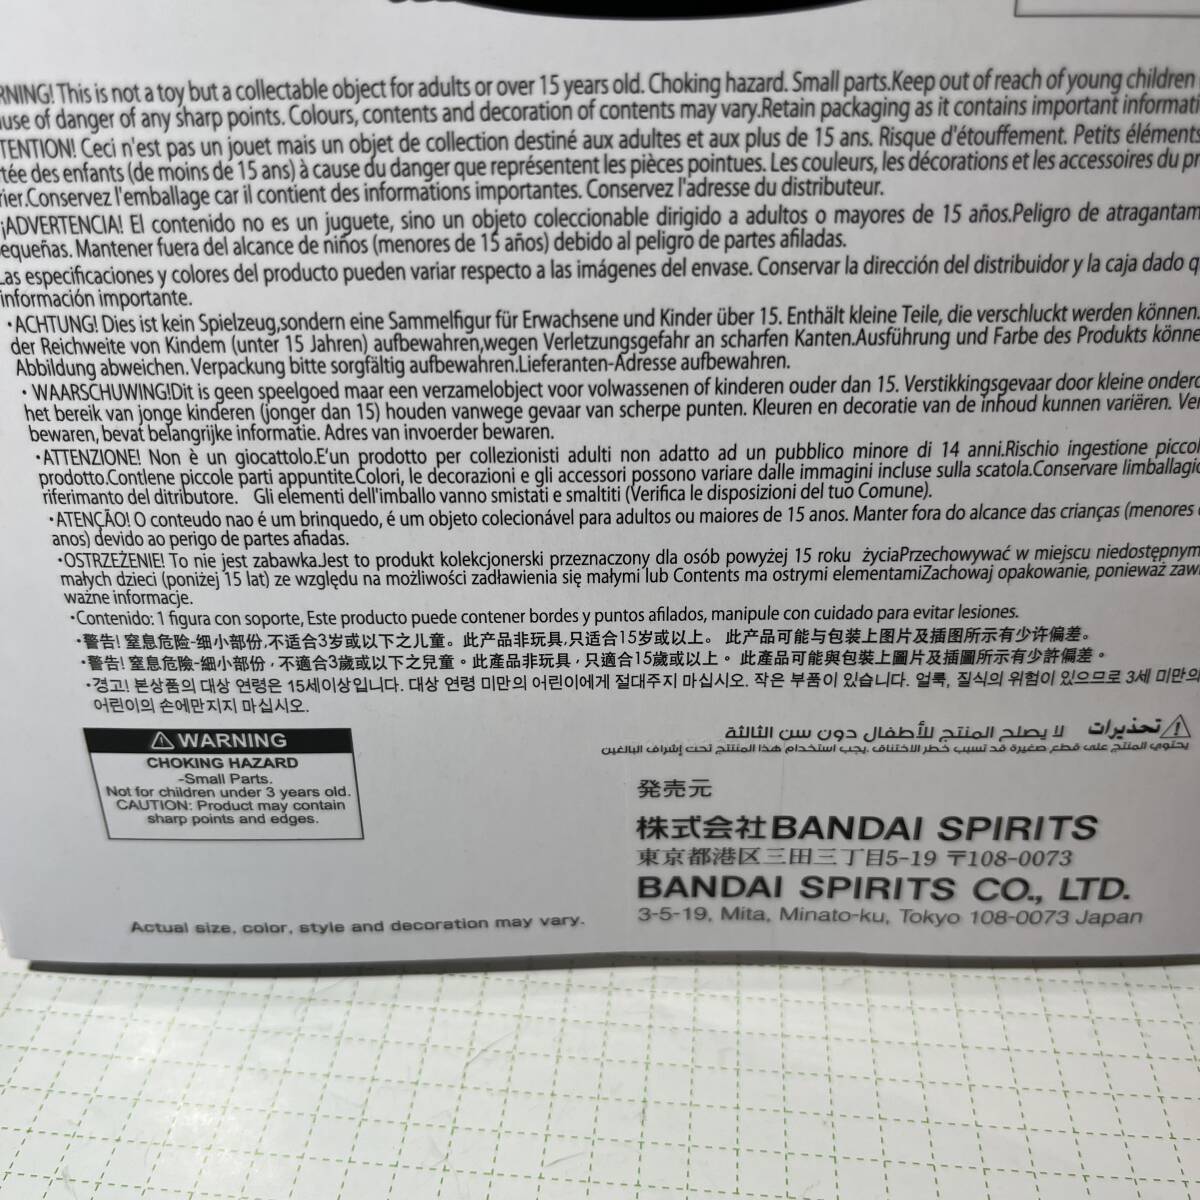 RNING! This is not a toy but a collectable object for adults or over 15 years old. Choking hazard. Small parts.Keep out of reach of young children
use of danger of any sharp points. Colours, contents and decoration of contents may vary.Retain packaging as it contains important informati
TENTION! Ceci n'est pas un jouet mais un objet de collection destiné aux adultes et aux plus de 15 ans. Risque d'étouffement. Petits éléments
rtée des enfants (de moins de 15 ans) à cause du danger que représentent les pièces pointues. Les couleurs, les décorations et les accessoires du pr
rier.Conservez l'emballage car il contient des informations importantes. Conservez l'adresse du distributeur.
¡ADVERTENCIA! El contenido no es un juguete, sino un objeto coleccionable dirigido a adultos o mayores de 15 años.Peligro de atragantam
equeñas. Mantener fuera del alcance de niños (menores de 15 años) debido al peligro de partes afiladas.
Las especificaciones y colores del producto pueden variar respecto a las imágenes del envase. Conservar la dirección del distribuidor y la caja dado q
información importante.
・ACHTUNG! Dies ist kein Spielzeug,sondern eine Sammelfigur für Erwachsene und Kinder über 15. Enthält kleine Teile, die verschluckt werden können.
der Reichweite von Kindem (unter 15 Jahren) aufbewahren,wegen Verletzungsgefahr an scharfen Kanten.Ausführung und Farbe des Produkts könne
Abbildung abweichen. Verpackung bitte sorgfältig aufbewahren.Lieferanten-Adresse aufbewahren.
・WAARSCHUWING!Dit is geen speelgoed maar een verzamelobject voor volwassenen of kinderen ouder dan 15. Verstikkingsgevaar door kleine onderd
het bereik van jonge kinderen (jonger dan 15) houden vanwege gevaar van scherpe punten. Kleuren en decoratie van de inhoud kunnen variëren. Ver
bewaren, bevat belangrijke informatie. Adres van invoerder bewaren.
・ATTENZIONE! Non è un giocattolo.E'un prodotto per collezionisti adulti non adatto ad un pubblico minore di 14 anni.Rischio ingestione piccol
prodotto.Contlene piccole parti appuntite.Colori, le decorazioni e gli accessori possono variare dalle immagini incluse sulla scatola.Conservare limballagio
riferimanto del ditributore. Gli elementi dell'imballo vanno smistati e smaltiti (Verifica le disposizioni del tuo Comune).
・ATENÇÃO! O conteudo nao é um brinquedo, é um objeto colecionável para adultos ou maiores de 15 anos. Manter fora do alcance das crianças (menores
anos) devido ao perigo de partes afiadas.
・OSTRZEŻENIE! To nie jest zabawka.Jest to produkt kolekcjonerski przeznaczony dla osób powyżej 15 roku życiaPrzechowywać w miejscu niedostępnym
małych dzieci (poniżej 15 lat) ze względu na możliwości zadławienia się małymi lub Contents ma ostrymi elementamiZachowaj opakowanie, ponieważ zawi
ważne informacje.
・Contenido: 1 figura con soporte, Este producto puede contener bordes y puntos afilados, manipule con cuidado para evitar lesiones.
・警告! 窒息危险-细小部份,不适合3岁或以下之儿童。此产品非玩具,只适合15岁或以上。 此产品可能与包装上图片及插图所示有少许偏差。
・警告! 窒息危險-細小部份，不適合3歲或以下之兒童。此產品非玩具，只適合15歲或以上。 此產品可能與包裝上圖片及插圖所示有少許偏差。
・경고! 본상품의 대상 연령은 15세이상입니다. 대상 연령 미만의 어린이에게 절대주지 마십시오. 작은 부품이 있습니다. 얼룩, 질식의 위험이 있으므로 3세 미만의
어린이의 손에만지지 마십시오.
⚠ تحذيرات لا يصلح المنتج للأطفال دون سن الثالثة
يحتوي المنتج على قطع صغيرة قد تسبب خطر الاختناق. يجب استخدام هذا المنتتج تحت إشراف البالغين
⚠ WARNING
CHOKING HAZARD
-Small Parts.
Not for children under 3 years old.
CAUTION: Product may contain
sharp points and edges.
発売元
株式会社BANDAI SPIRITS
東京都港区三田三丁目5-19 〒108-0073
BANDAI SPIRITS CO., LTD.
3-5-19, Mita, Minato-ku, Tokyo 108-0073 Japan
Actual size, color, style and decoration may vary.